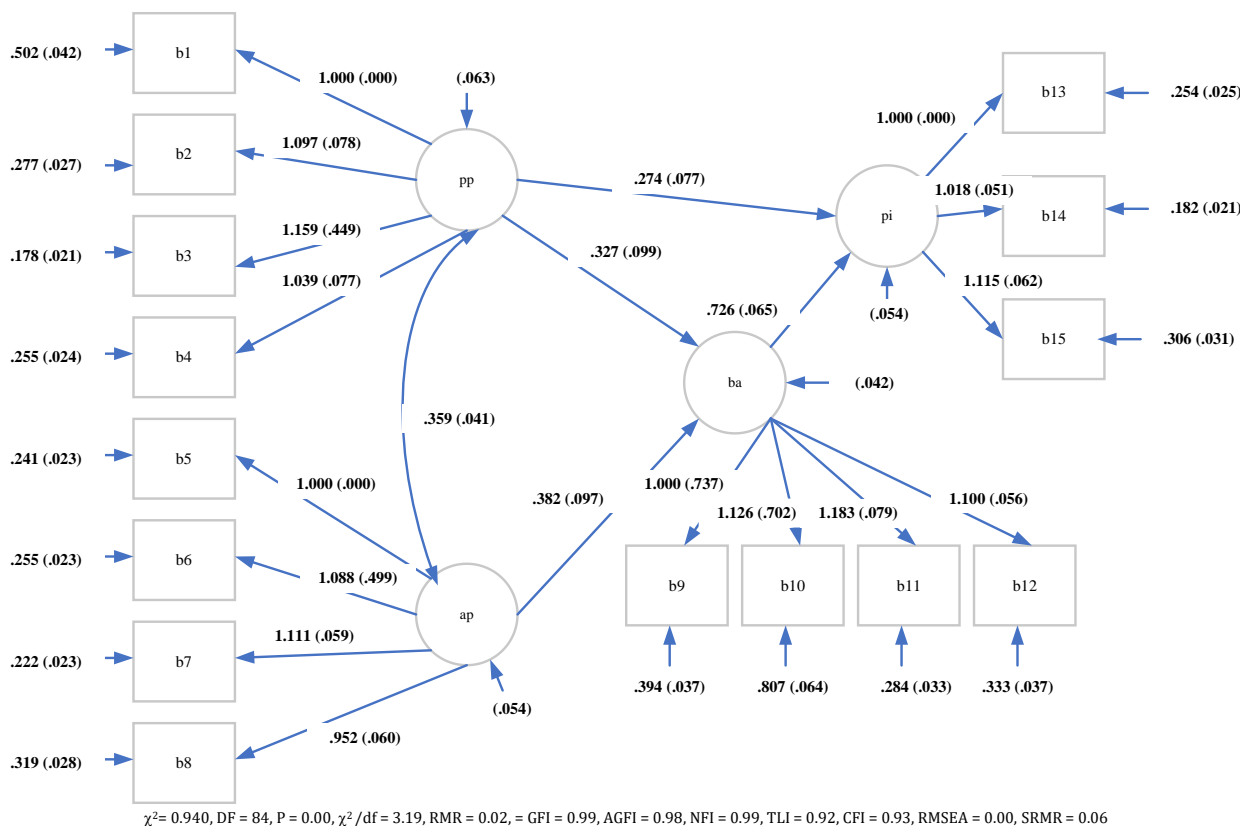 .502 (.042)
b1
1.000 (.000)
(.063)
b13
.254 (.025)
1.000 (.000)
.277 (.027)
b2
1.097 (.078)
pp
.274 (.077)
1.018 (.051)
pi
b14
.182 (.021)
.178 (.021)
b3
1.159 (.449)
1.039 (.077)
.327 (.099)
1.115 (.062)
.726 (.065)
(.054)
b15
.306 (.031)
.255 (.024)
b4
ba
(.042)
.359 (.041)
.241 (.023)
b5
1.000 (.000)
.382 (.097)
1.000 (.737)
1.126 (.702)
1.183 (.079)
1.100 (.056)
.255 (.023)
b6
1.088 (.499)
ap
b9
b10
b11
b12
.222 (.023)
b7
1.111 (.059)
.394 (.037)
.807 (.064)
.284 (.033)
.333 (.037)
(.054)
.952 (.060)
.319 (.028)
b8
χ²= 0.940, DF = 84, P = 0.00, χ² /df = 3.19, RMR = 0.02, = GFI = 0.99, AGFI = 0.98, NFI = 0.99, TLI = 0.92, CFI = 0.93, RMSEA = 0.00, SRMR = 0.06